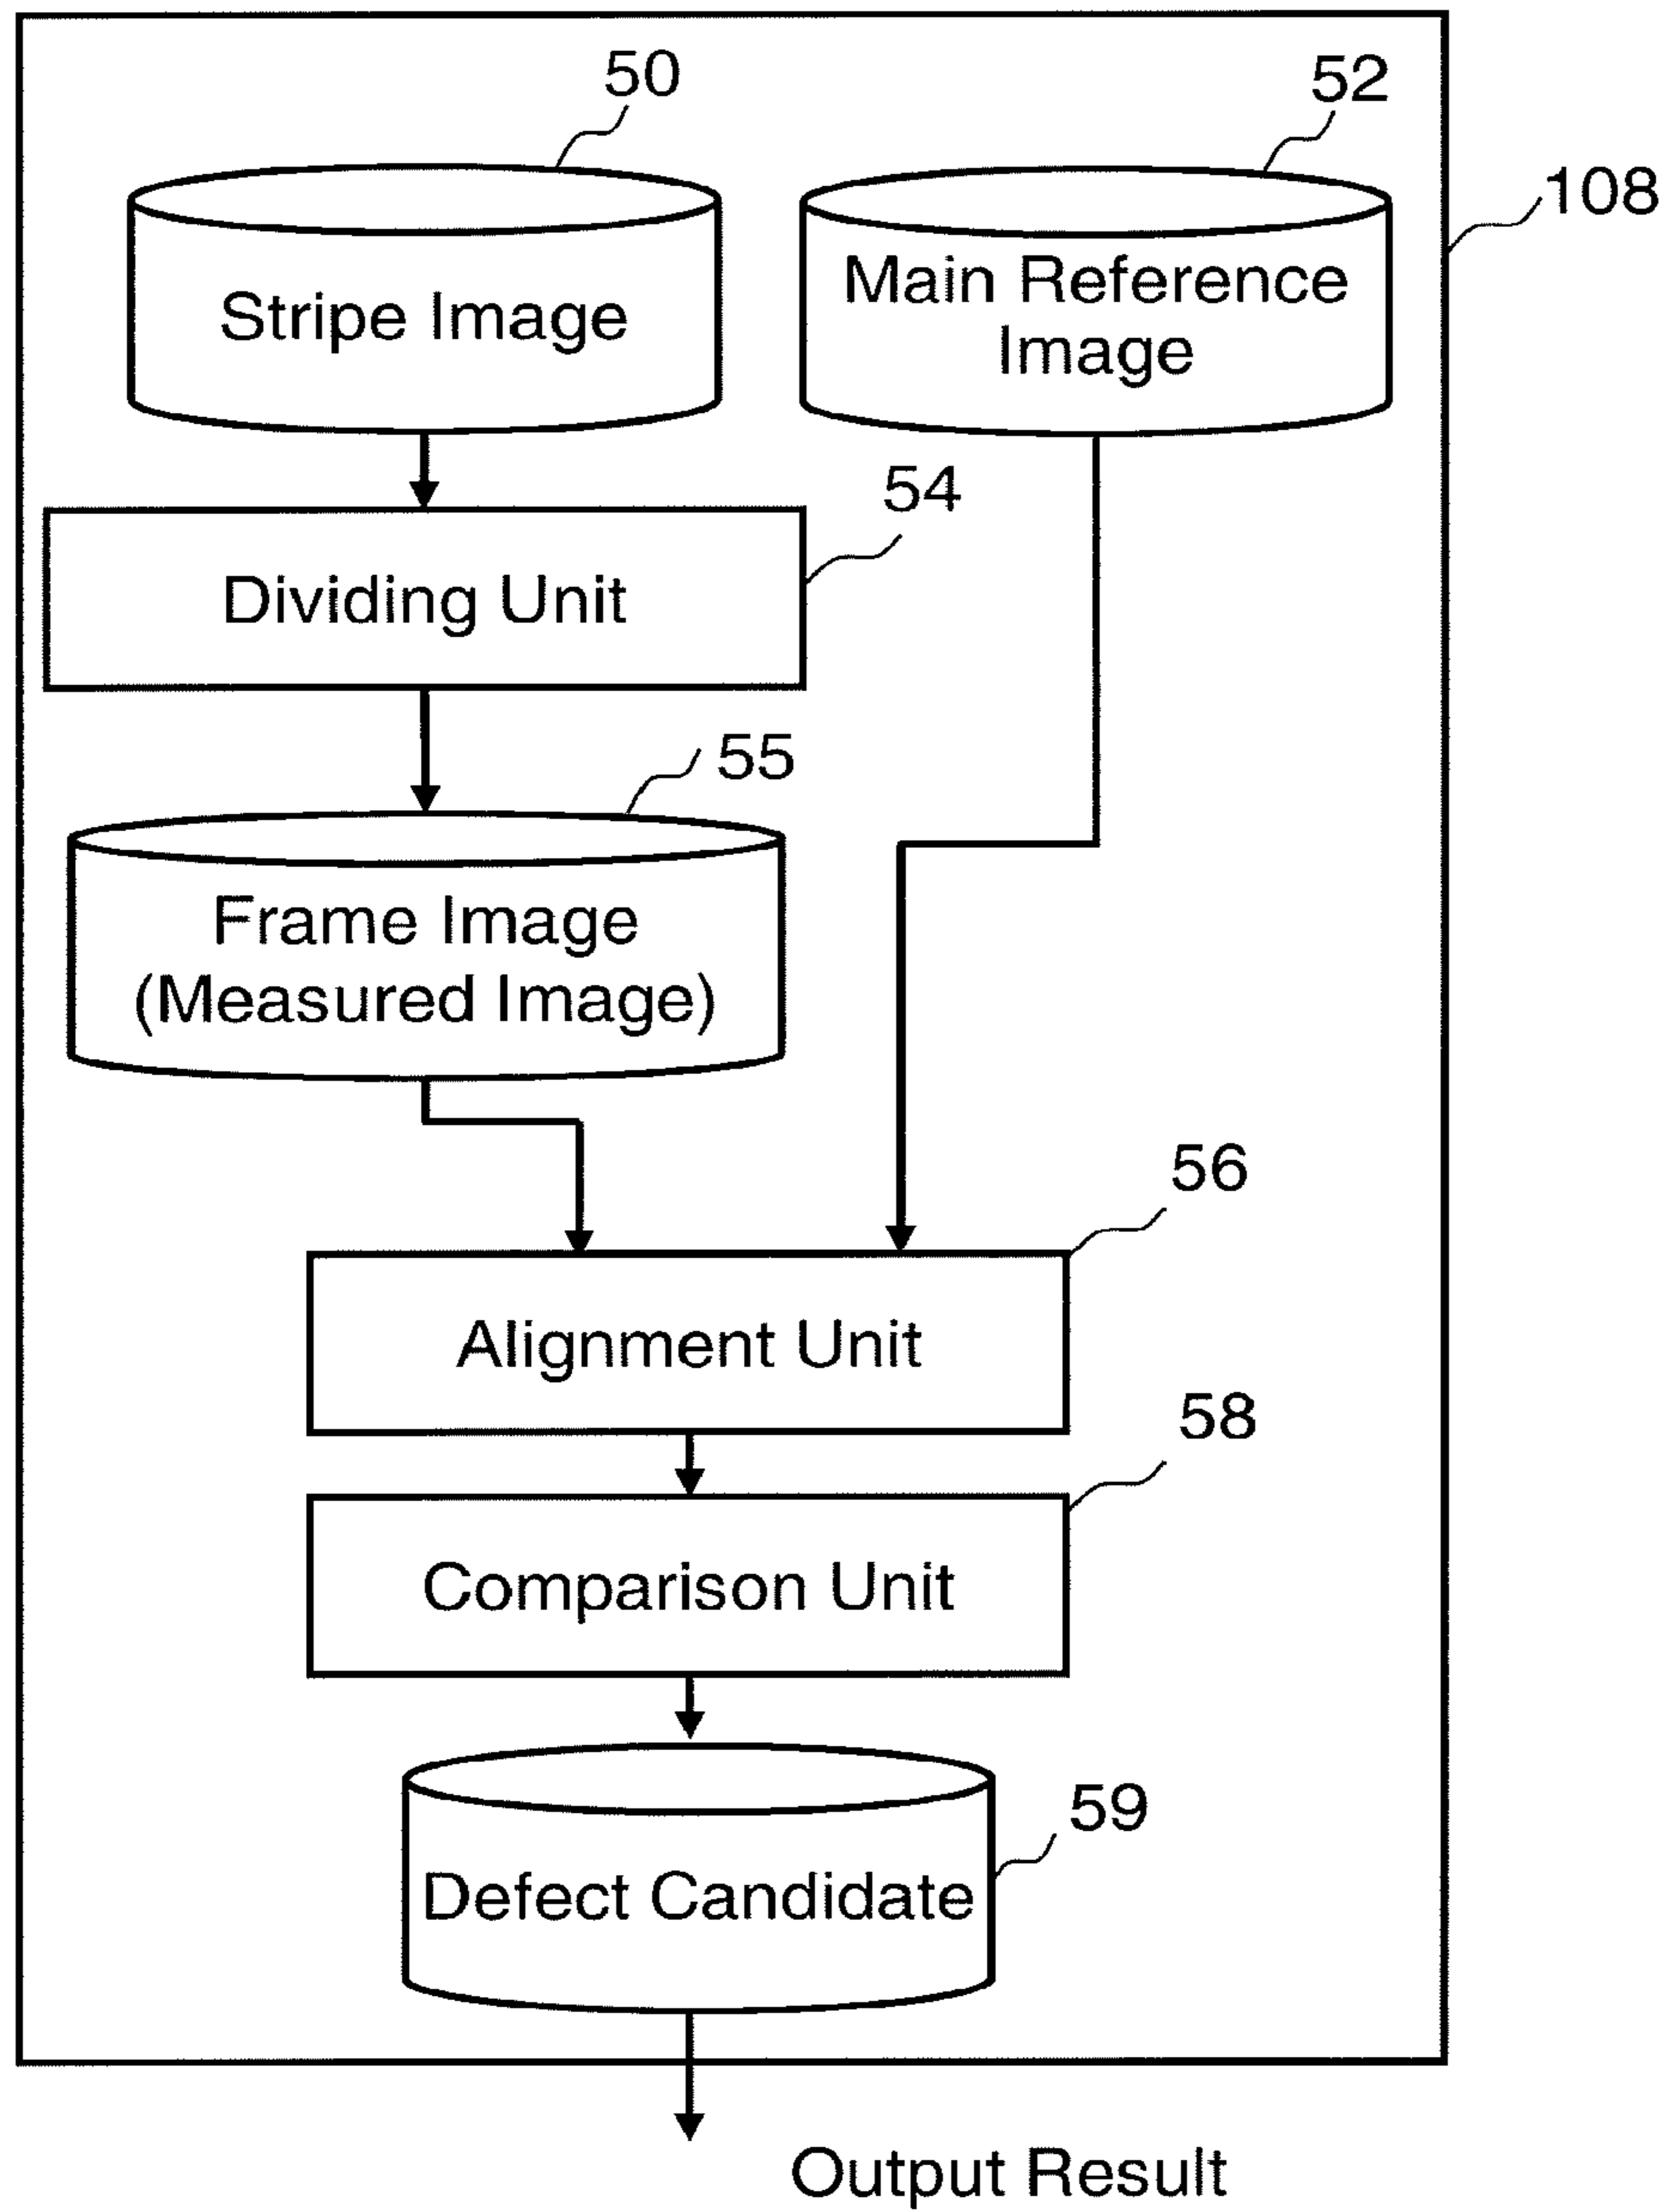 50
52
108
Stripe Image
Main Reference
Image
54
Dividing Unit
55
Frame Image
(Measured Image)
56
Alignment Unit
58
Comparison Unit
59
Defect Candidate
Output Result